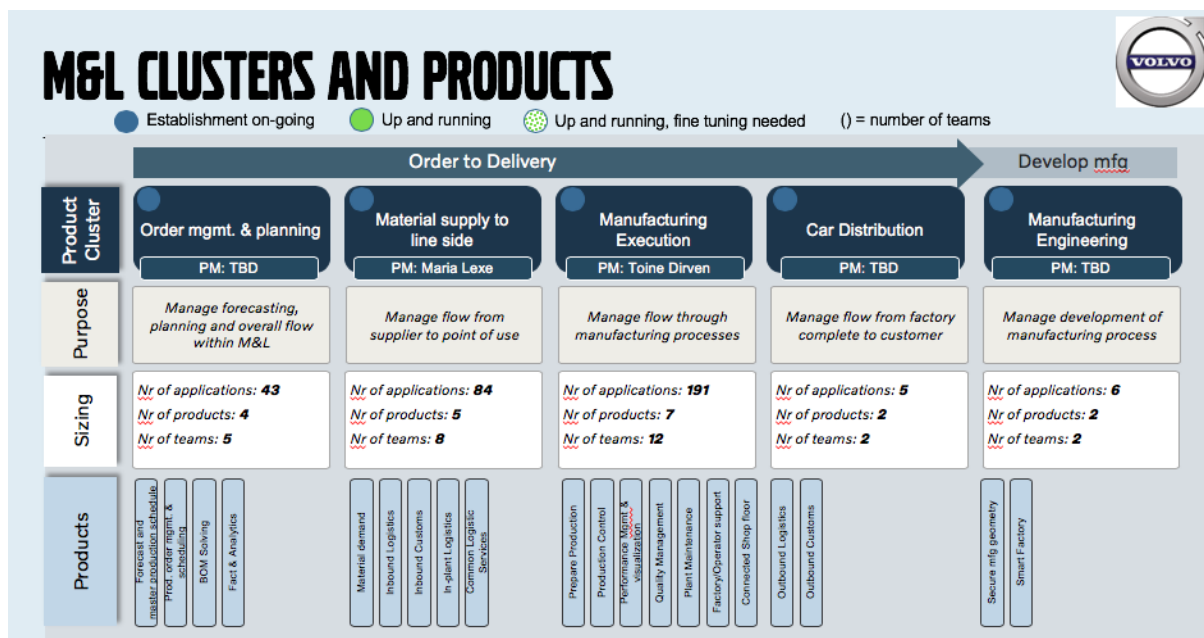 M&L CLUSTERS AND PRODUCTS
VOLVO
Establishment on-going
Up and running
Up and running, fine tuning needed
() = number of teams
Order to Delivery
Develop mfg
Product
Cluster
Order mgmt. & planning
PM: TBD
Material supply to
line side
PM: Maria Lexe
Manufacturing
Execution
PM: Toine Dirven
Car Distribution
PM: TBD
Manufacturing
Engineering
PM: TBD
Purpose
Manage forecasting,
planning and overall flow
within M&L
Manage flow from
supplier to point of use
Manage flow through
manufacturing processes
Manage flow from factory
complete to customer
Manage development of
manufacturing process
Sizing
Nr of applications: 43
Nr of products: 4
Nr of teams: 5
Nr of applications: 84
Nr of products: 5
Nr of teams: 8
Nr of applications: 191
Nr of products: 7
Nr of teams: 12
Nr of applications: 5
Nr of products: 2
Nr of teams: 2
Nr of applications: 6
Nr of products: 2
Nr of teams: 2
Products
Forecast and
master production schedule
Prod. order mgmt. &
scheduling
BOM Solving
Fact & Analytics
Material demand
Inbound Logistics
Inbound Customs
In-plant Logistics
Common Logistic
Services
Prepare Production
Production Control
Performance Mgmt &
visualization
Quality Management
Plant Maintenance
Factory/Operator support
Connected Shop floor
Outbound Logistics
Outbound Customs
Secure mfg geometry
Smart Factory